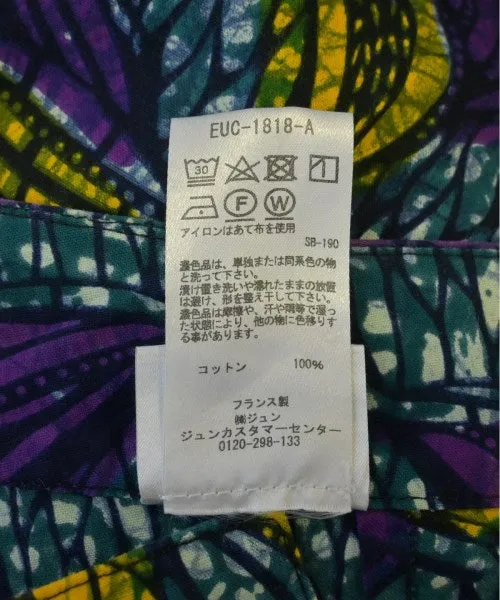 EUC-1818-A
30
F W
アイロンはあて布を使用
SB-190
濃色品は、単独または同系色の物
と洗って下さい。
漬け置き洗いや濡れたままの放置
は避け、形を整え干して下さい。
濃色品は摩擦や、汗や雨等で湿っ
た状態により、他の物に色移りす
る事があります。
コットン 100%
フランス製
㈱ジュン
ジュンカスタマーセンター
0120-298-133